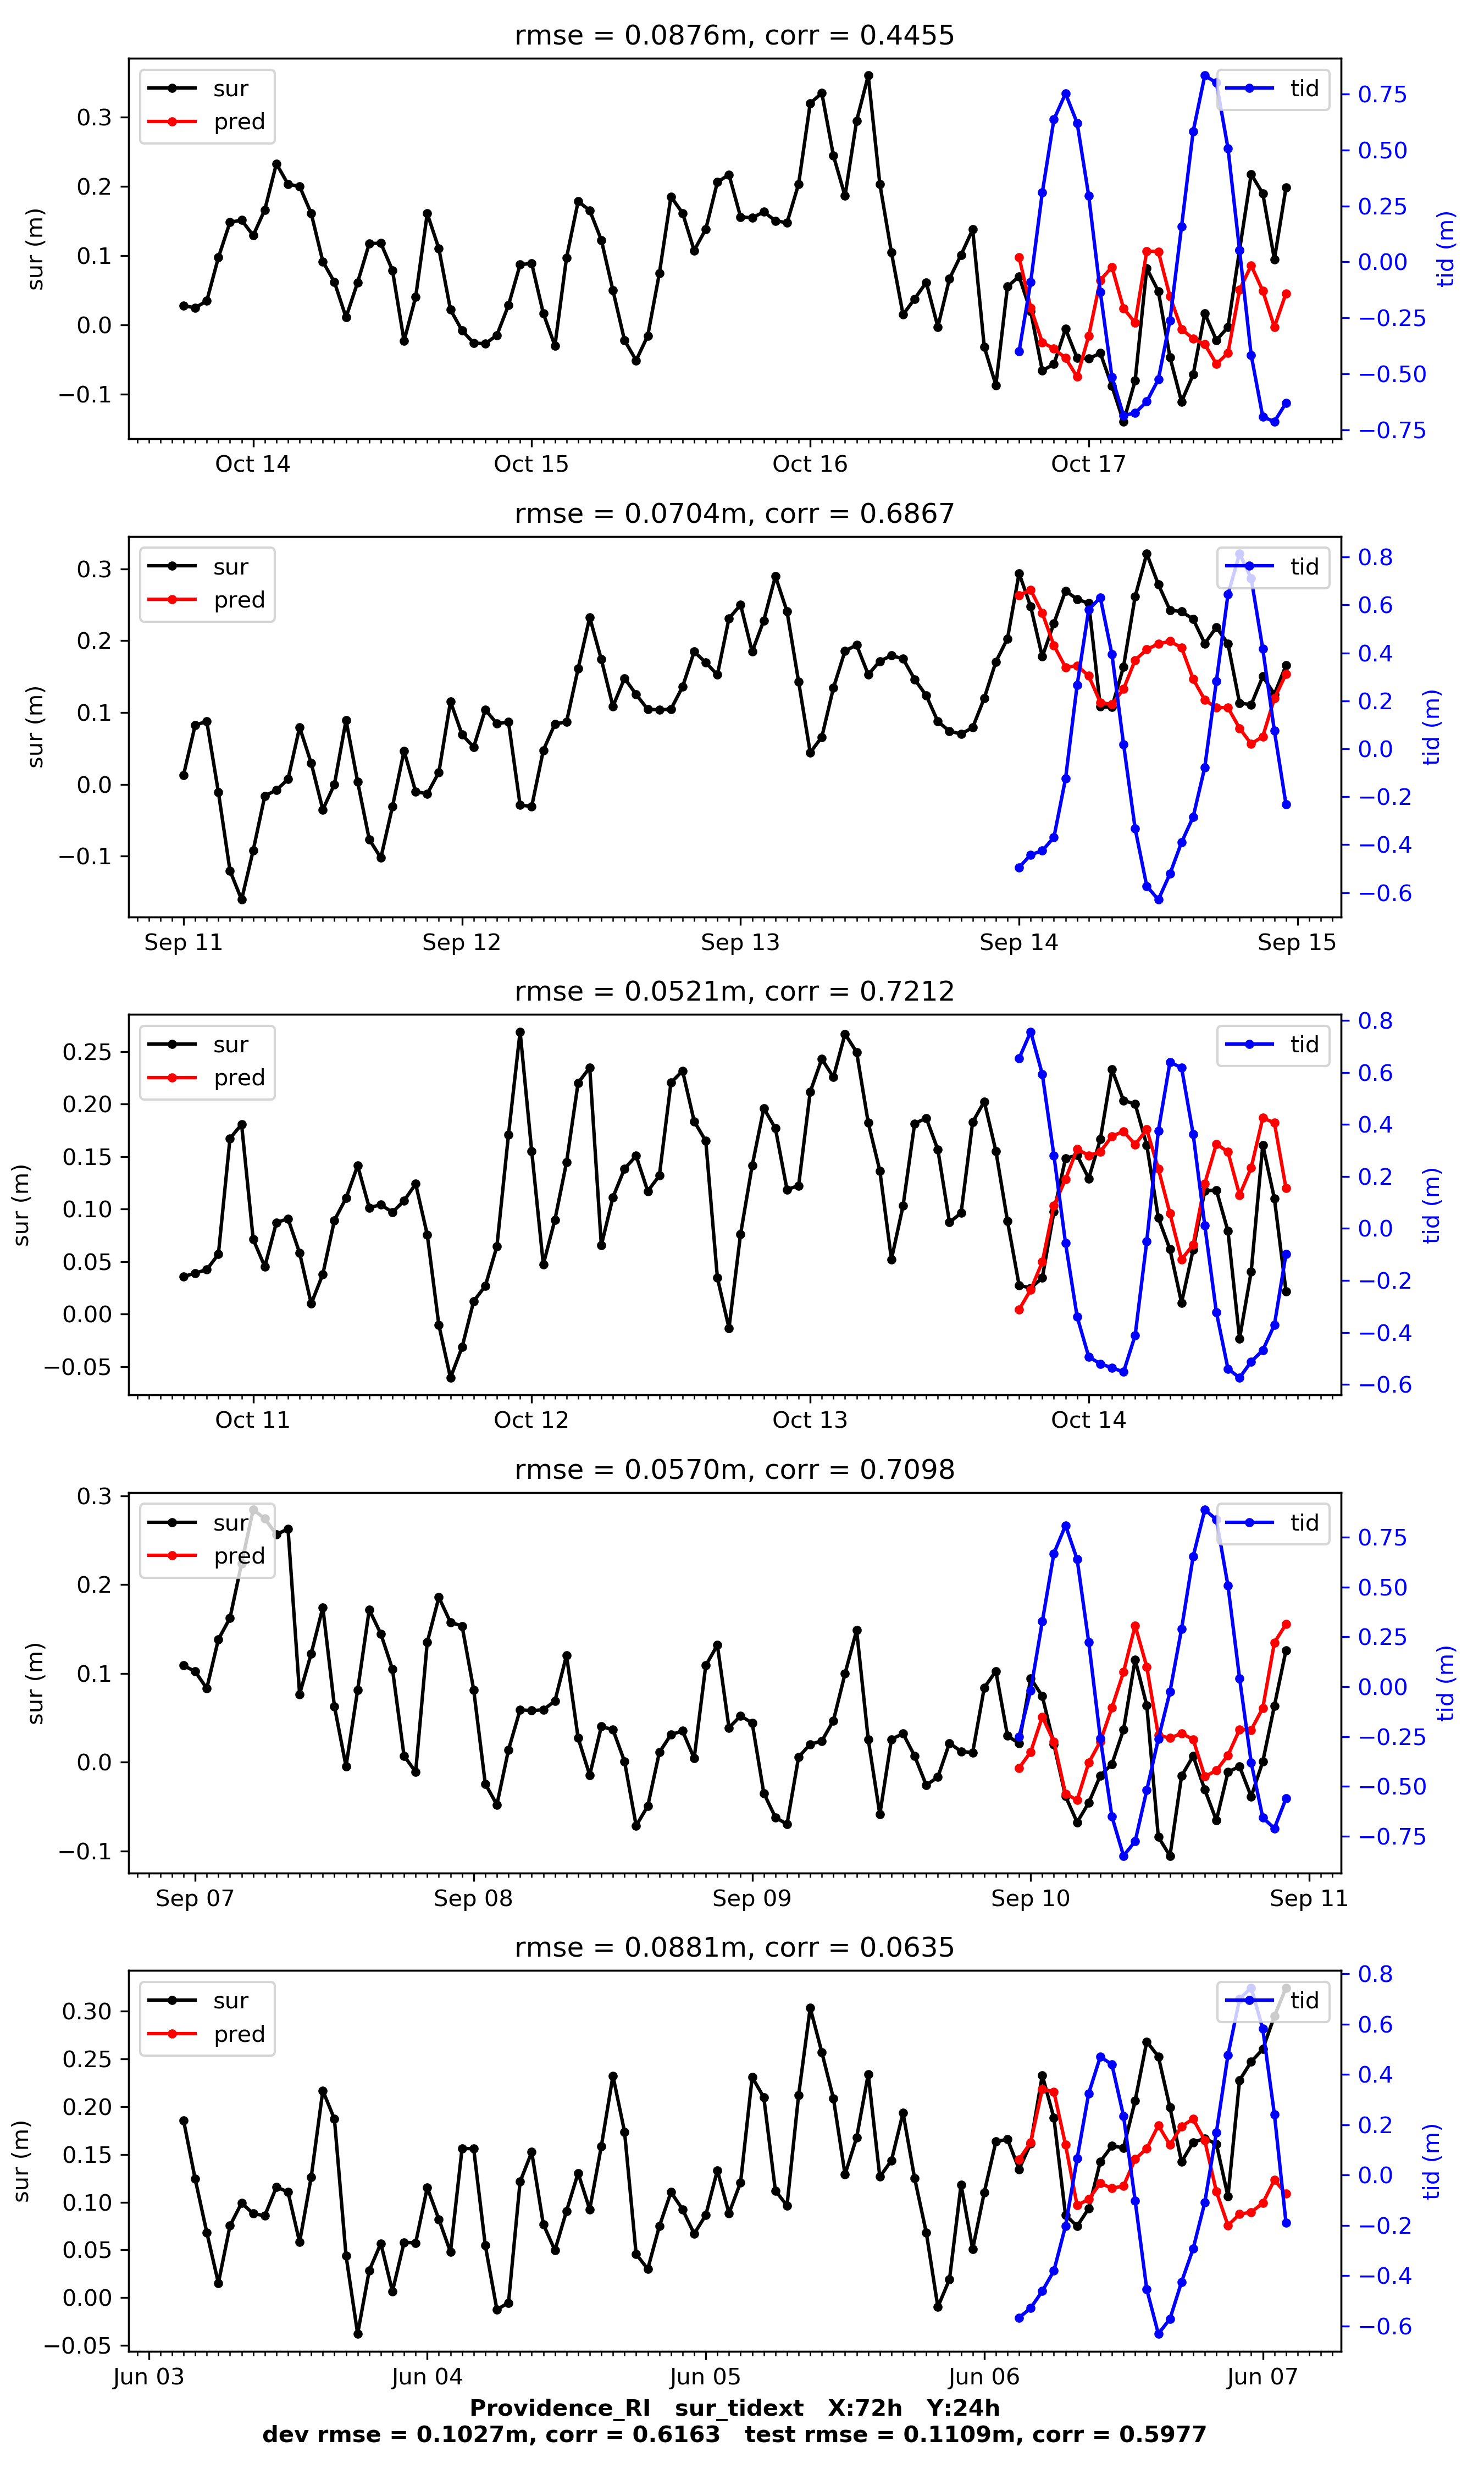 rmse = 0.0876m, corr = 0.4455
sur
pred
tid
sur (m)
0.3
0.2
0.1
0.0
−0.1
tid (m)
0.75
0.50
0.25
0.00
−0.25
−0.50
−0.75
Oct 14 Oct 15 Oct 16 Oct 17
rmse = 0.0704m, corr = 0.6867
sur
pred
tid
sur (m)
0.3
0.2
0.1
0.0
−0.1
tid (m)
0.8
0.6
0.4
0.2
0.0
−0.2
−0.4
−0.6
Sep 11 Sep 12 Sep 13 Sep 14 Sep 15
rmse = 0.0521m, corr = 0.7212
sur
pred
tid
sur (m)
0.25
0.20
0.15
0.10
0.05
0.00
−0.05
tid (m)
0.8
0.6
0.4
0.2
0.0
−0.2
−0.4
−0.6
Oct 11 Oct 12 Oct 13 Oct 14
rmse = 0.0570m, corr = 0.7098
sur
pred
tid
sur (m)
0.3
0.2
0.1
0.0
−0.1
tid (m)
0.75
0.50
0.25
0.00
−0.25
−0.50
−0.75
Sep 07 Sep 08 Sep 09 Sep 10 Sep 11
rmse = 0.0881m, corr = 0.0635
sur
pred
tid
sur (m)
0.30
0.25
0.20
0.15
0.10
0.05
0.00
−0.05
tid (m)
0.8
0.6
0.4
0.2
0.0
−0.2
−0.4
−0.6
Jun 03 Jun 04 Jun 05 Jun 06 Jun 07
Providence_RI sur_tidext X:72h Y:24h
dev rmse = 0.1027m, corr = 0.6163 test rmse = 0.1109m, corr = 0.5977